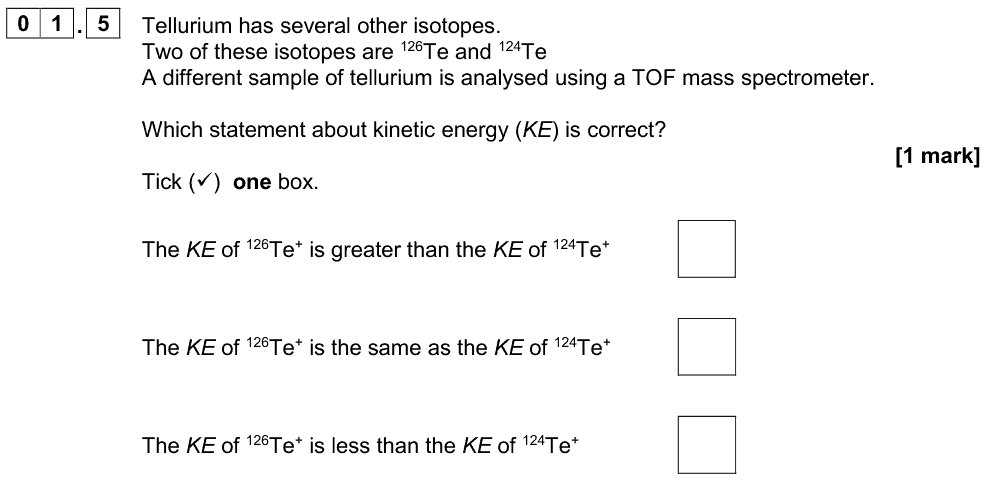 0 1 . 5 Tellurium has several other isotopes.
Two of these isotopes are ¹²⁶Te and ¹²⁴Te
A different sample of tellurium is analysed using a TOF mass spectrometer.
Which statement about kinetic energy (KE) is correct?
[1 mark]
Tick (✓) one box.
The KE of ¹²⁶Te⁺ is greater than the KE of ¹²⁴Te⁺
The KE of ¹²⁶Te⁺ is the same as the KE of ¹²⁴Te⁺
The KE of ¹²⁶Te⁺ is less than the KE of ¹²⁴Te⁺